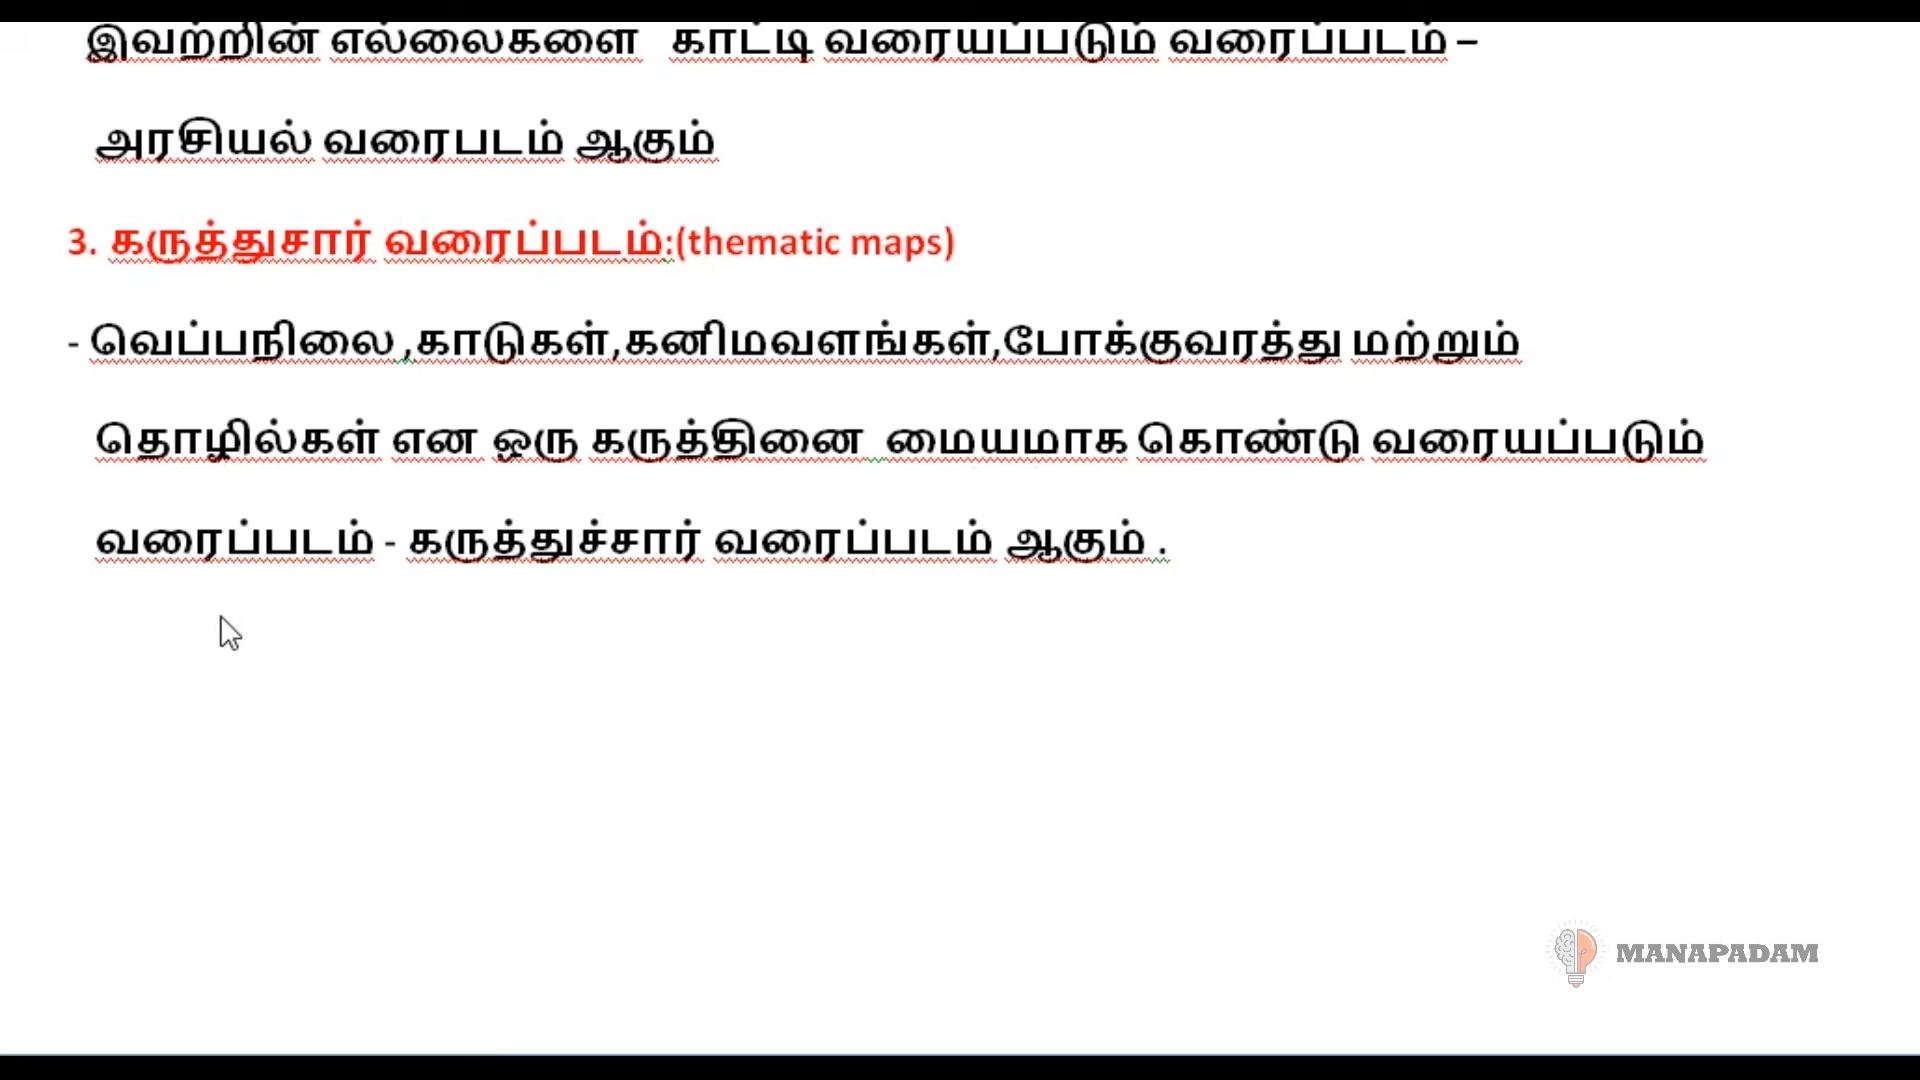 இவற்றின் எல்லைகளை காட்டி வரையப்படும் வரைப்படம் –
அரசியல் வரைபடம் ஆகும்
3. கருத்துசார் வரைப்படம்:(thematic maps)
- வெப்பநிலை ,காடுகள்,கனிமவளங்கள்,போக்குவரத்து மற்றும்
தொழில்கள் என ஒரு கருத்தினை மையமாக கொண்டு வரையப்படும்
வரைப்படம் - கருத்துச்சார் வரைப்படம் ஆகும் .
MANAPADAM